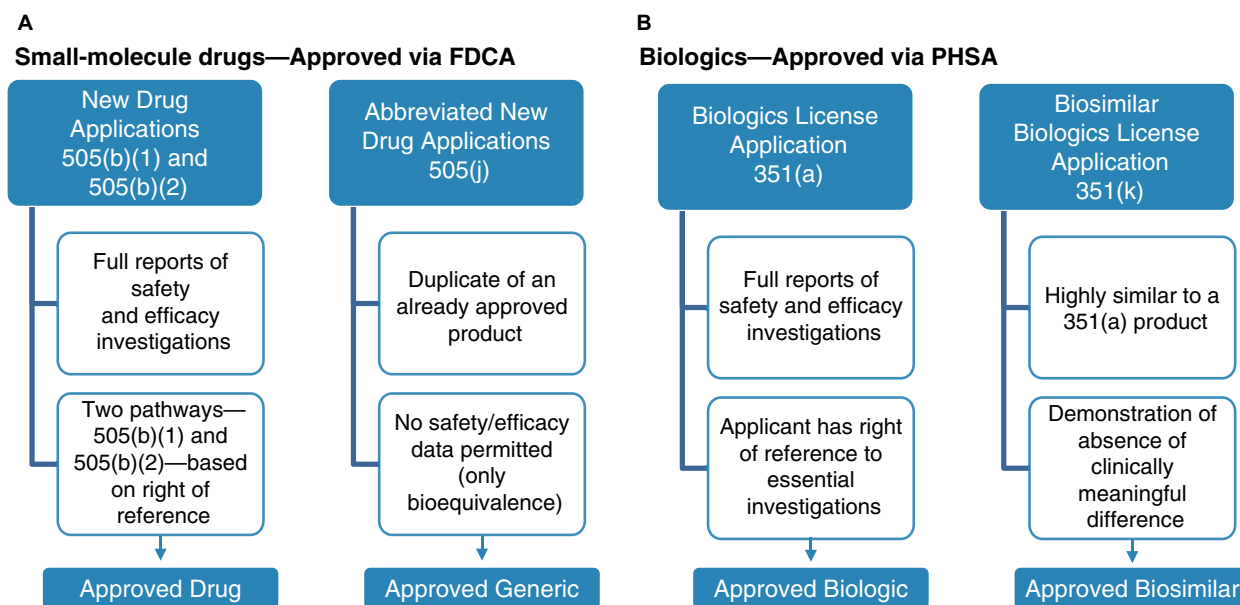 A
Small-molecule drugs—Approved via FDCA
New Drug
Applications
505(b)(1) and
505(b)(2)
Full reports of
safety
and efficacy
investigations
Two pathways—
505(b)(1) and
505(b)(2)—based
on right of
reference
Approved Drug
Abbreviated New
Drug Applications
505(j)
Duplicate of an
already approved
product
No safety/efficacy
data permitted
(only
bioequivalence)
Approved Generic
B
Biologics—Approved via PHSA
Biologics License
Application
351(a)
Full reports of
safety and efficacy
investigations
Applicant has right
of reference to
essential
investigations
Approved Biologic
Biosimilar
Biologics License
Application
351(k)
Highly similar to a
351(a) product
Demonstration of
absence of
clinically
meaningful
difference
Approved Biosimilar